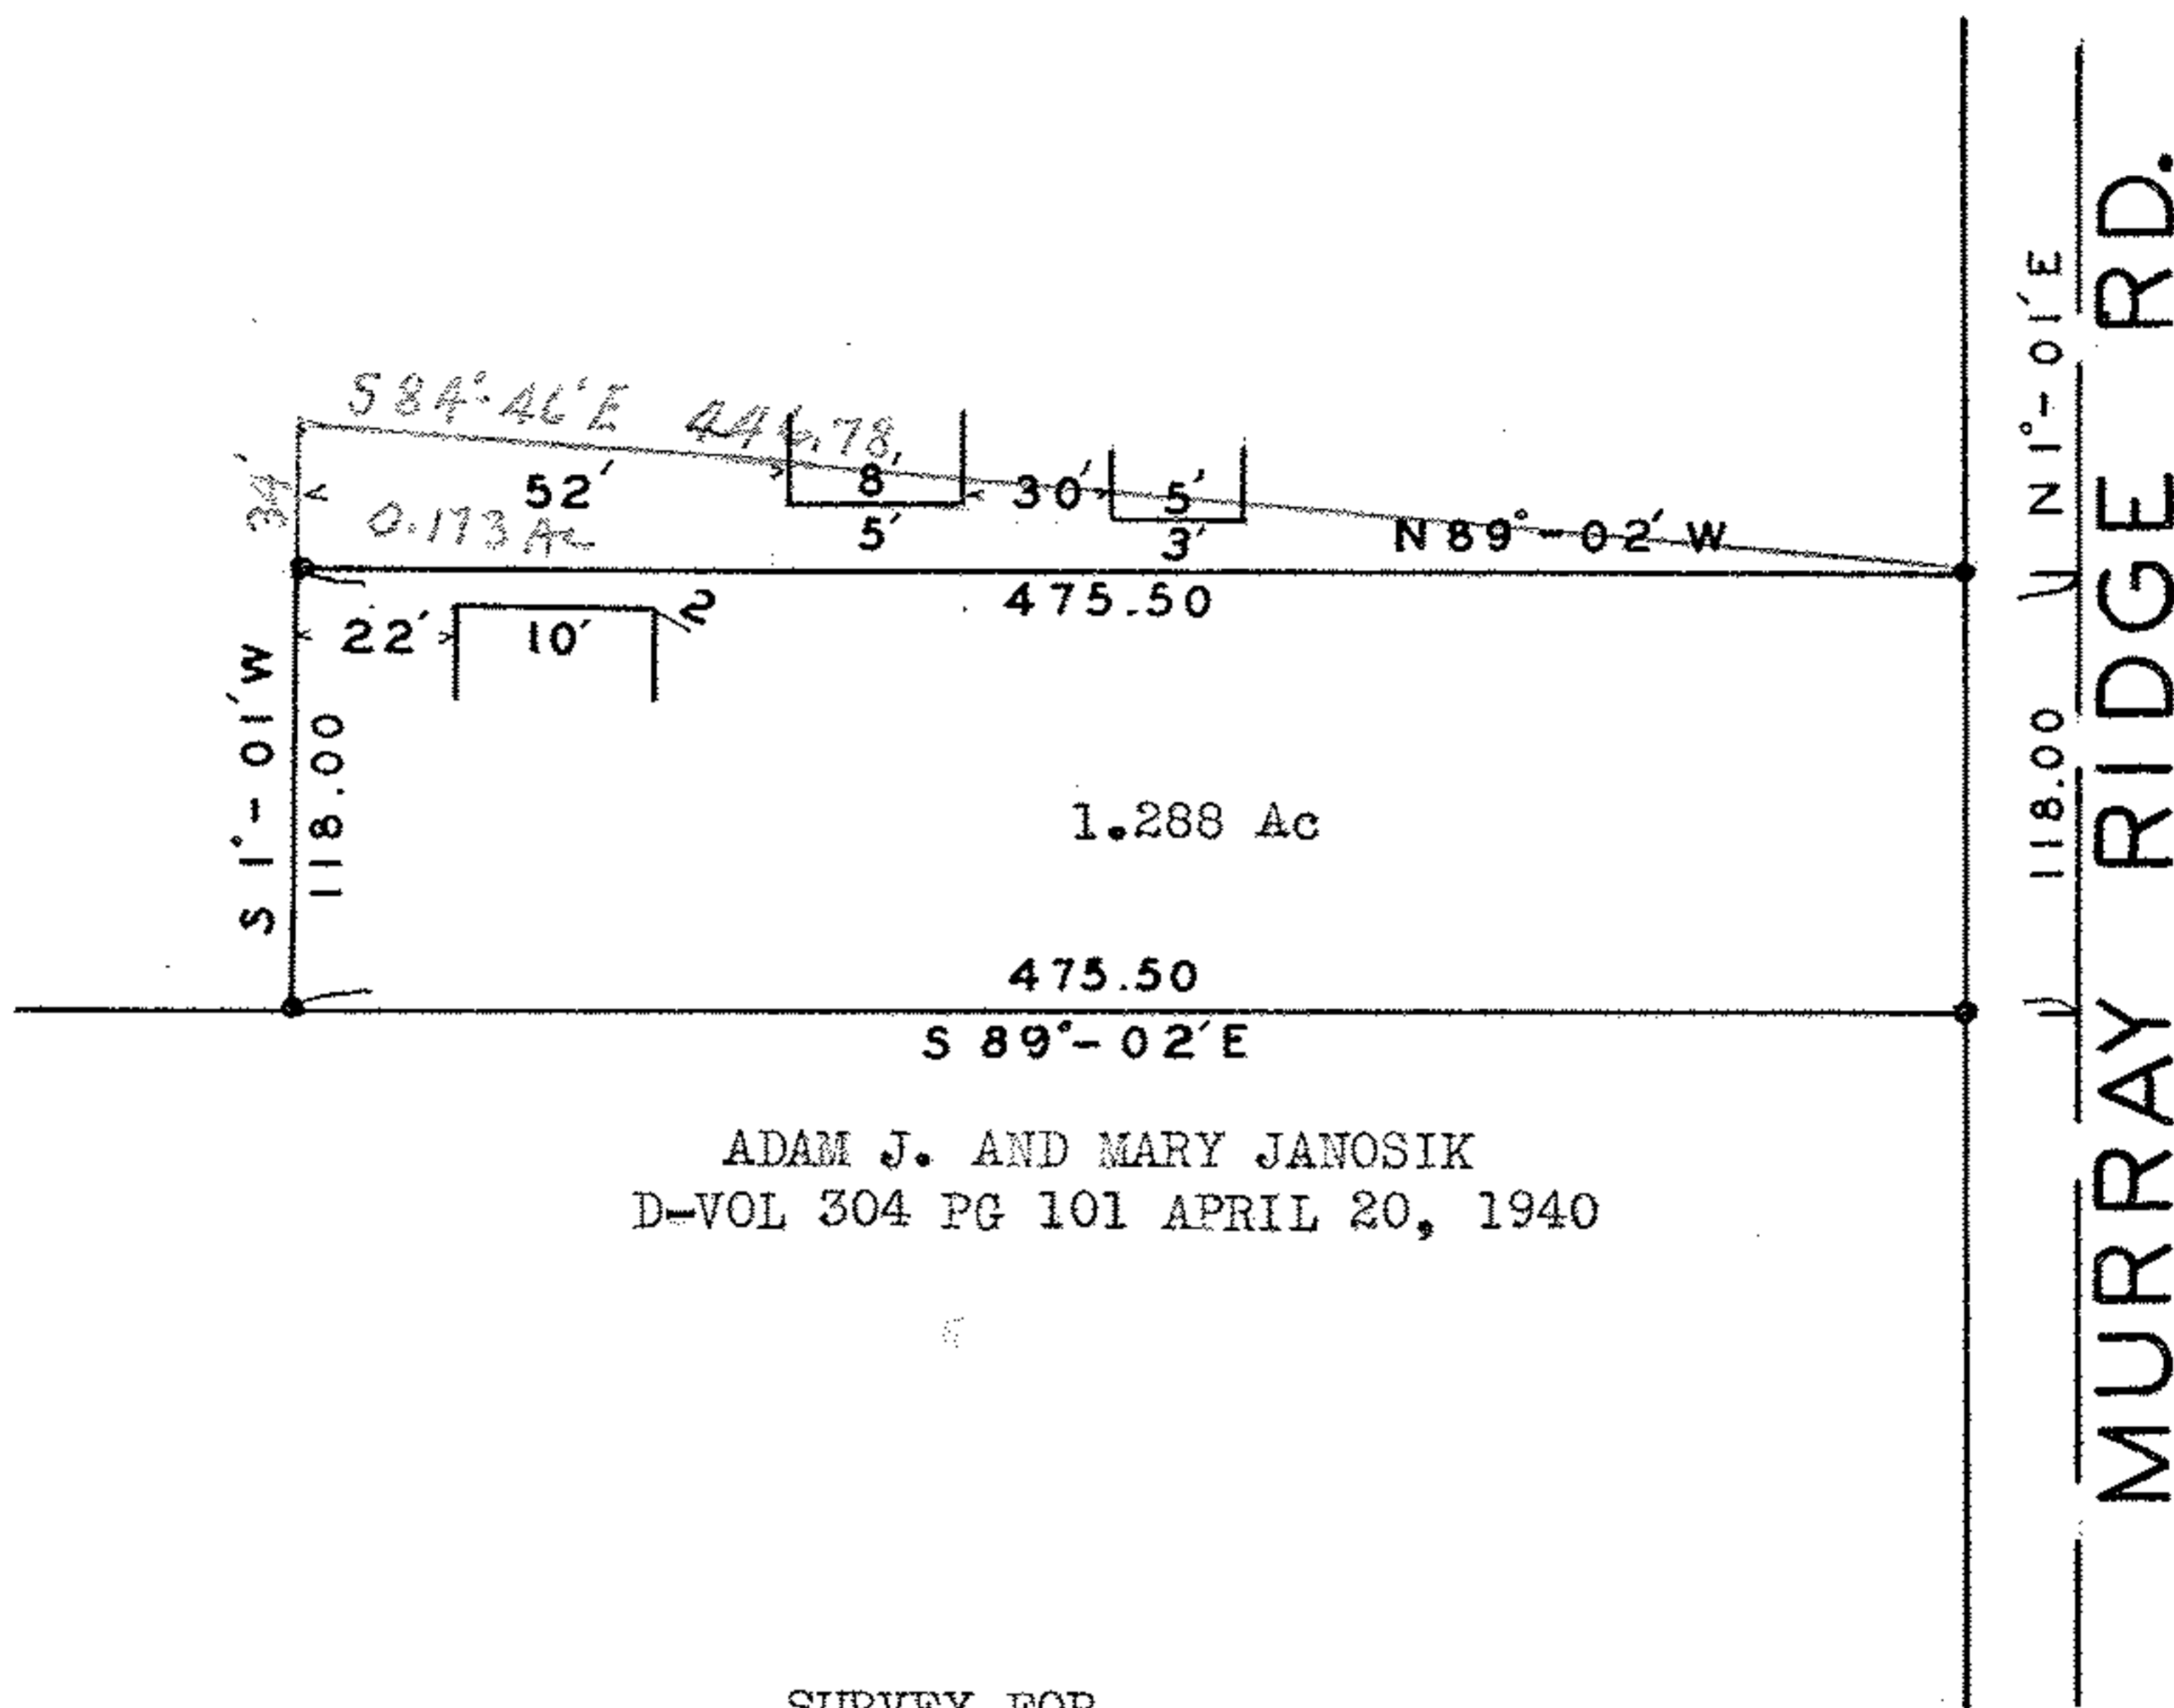 S 84°-46' E 446.78
34'
52'
8'
5'
30'
5'
3'
N 89°-02' W
0.173 Ac
475.50
22'
10'
2
S 1°-01' W
118.00
1.288 Ac
475.50
S 89°-02' E
ADAM J. AND MARY JANOSIK
D-VOL 304 PG 101 APRIL 20, 1940
SURVEY FOR
N 1°-01' E
118.00
MURRAY RIDGE RD.